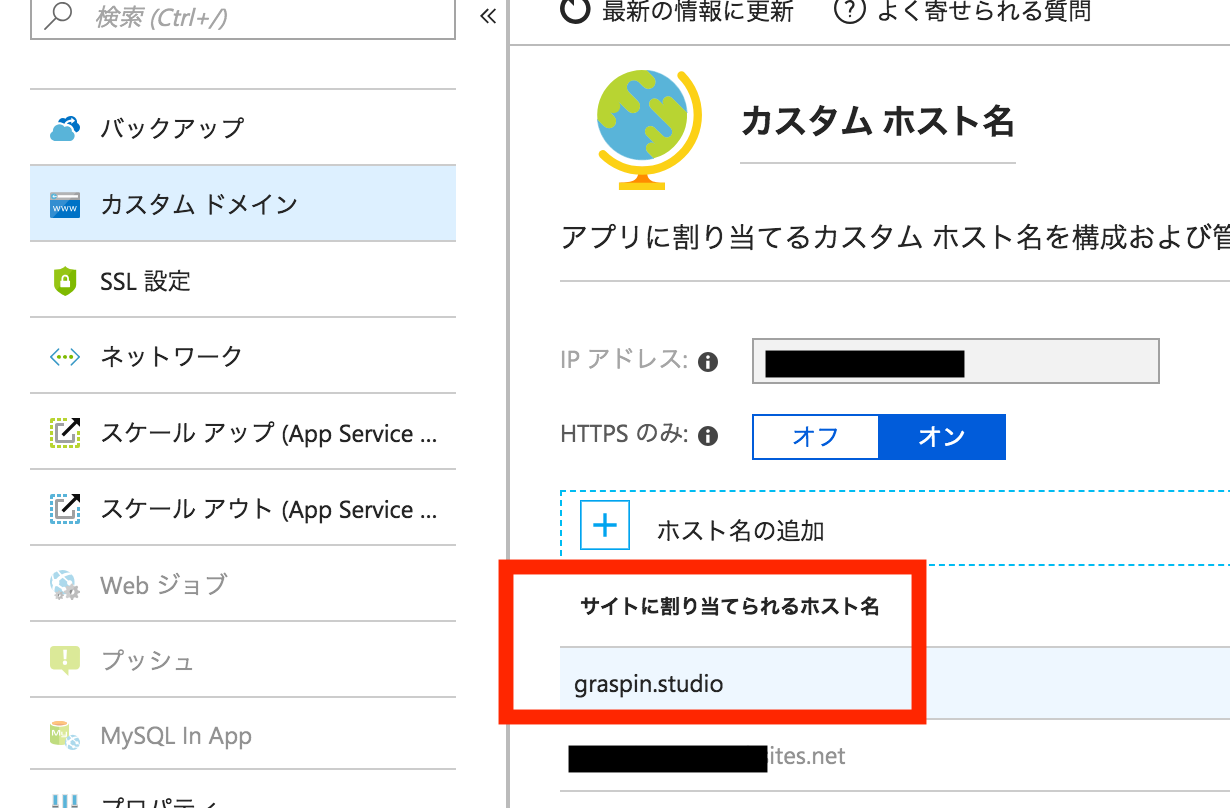 検索 (Ctrl+/)
«
最新の情報に更新
? よく寄せられる質問
バックアップ
www
カスタム ドメイン
SSL 設定
ネットワーク
スケール アップ (App Service ...
スケール アウト (App Service ...
Web ジョブ
プッシュ
My
MySQL In App
プロパティ
カスタム ホスト名
アプリに割り当てるカスタム ホスト名を構成および管
IP アドレス:
HTTPS のみ:
オフ
オン
+
ホスト名の追加
サイトに割り当てられるホスト名
graspin.studio
ites.net